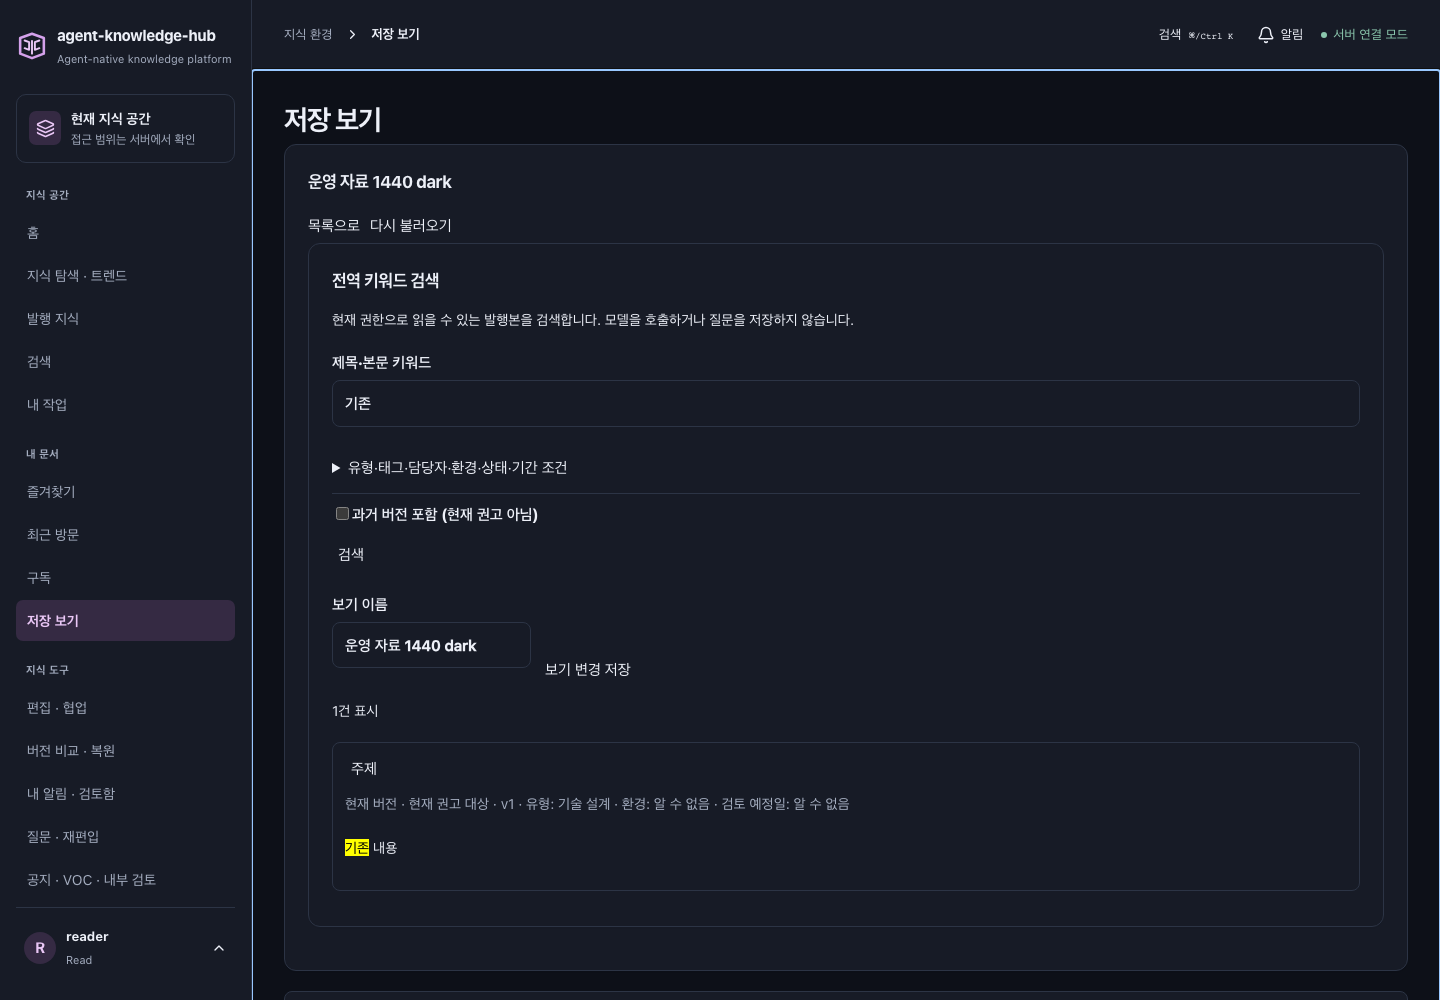 agent-knowledge-hub
Agent-native knowledge platform
현재 지식 공간
접근 범위는 서버에서 확인
지식 공간
홈
지식 탐색 · 트렌드
발행 지식
검색
내 작업
내 문서
즐겨찾기
최근 방문
구독
저장 보기
지식 도구
편집 · 협업
버전 비교 · 복원
내 알림 · 검토함
질문 · 재편입
공지 · VOC · 내부 검토
R
reader
Read
지식 환경
저장 보기
검색 ⌘/Ctrl K
알림
서버 연결 모드
저장 보기
운영 자료 1440 dark
목록으로 다시 불러오기
전역 키워드 검색
현재 권한으로 읽을 수 있는 발행본을 검색합니다. 모델을 호출하거나 질문을 저장하지 않습니다.
제목·본문 키워드
기존
유형·태그·담당자·환경·상태·기간 조건
과거 버전 포함 (현재 권고 아님)
검색
보기 이름
운영 자료 1440 dark
보기 변경 저장
1건 표시
주제
현재 버전 · 현재 권고 대상 · v1 · 유형: 기술 설계 · 환경: 알 수 없음 · 검토 예정일: 알 수 없음
기존 내용